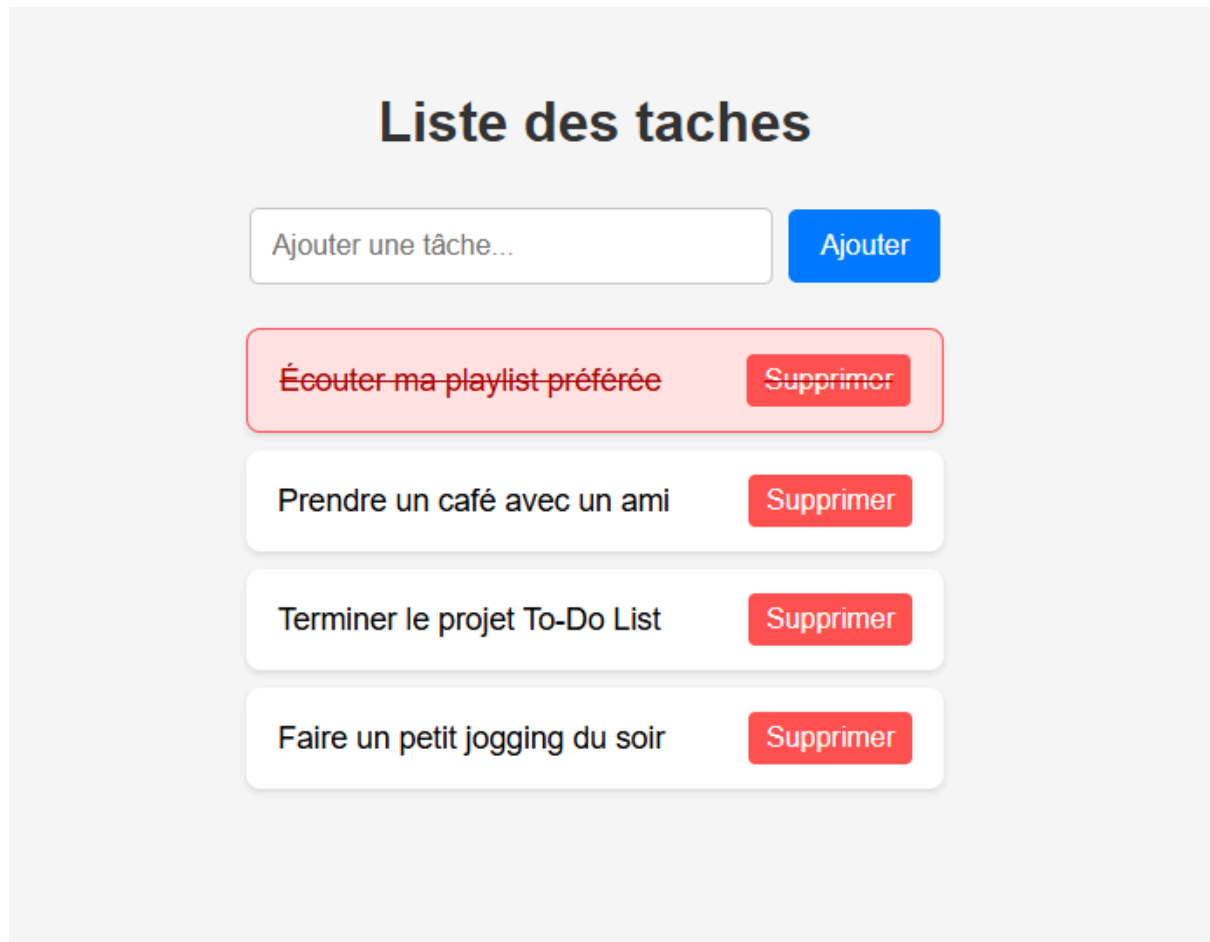 Liste des taches
Ajouter une tâche... Ajouter
Écouter ma playlist préférée Supprimer
Prendre un café avec un ami Supprimer
Terminer le projet To-Do List Supprimer
Faire un petit jogging du soir Supprimer